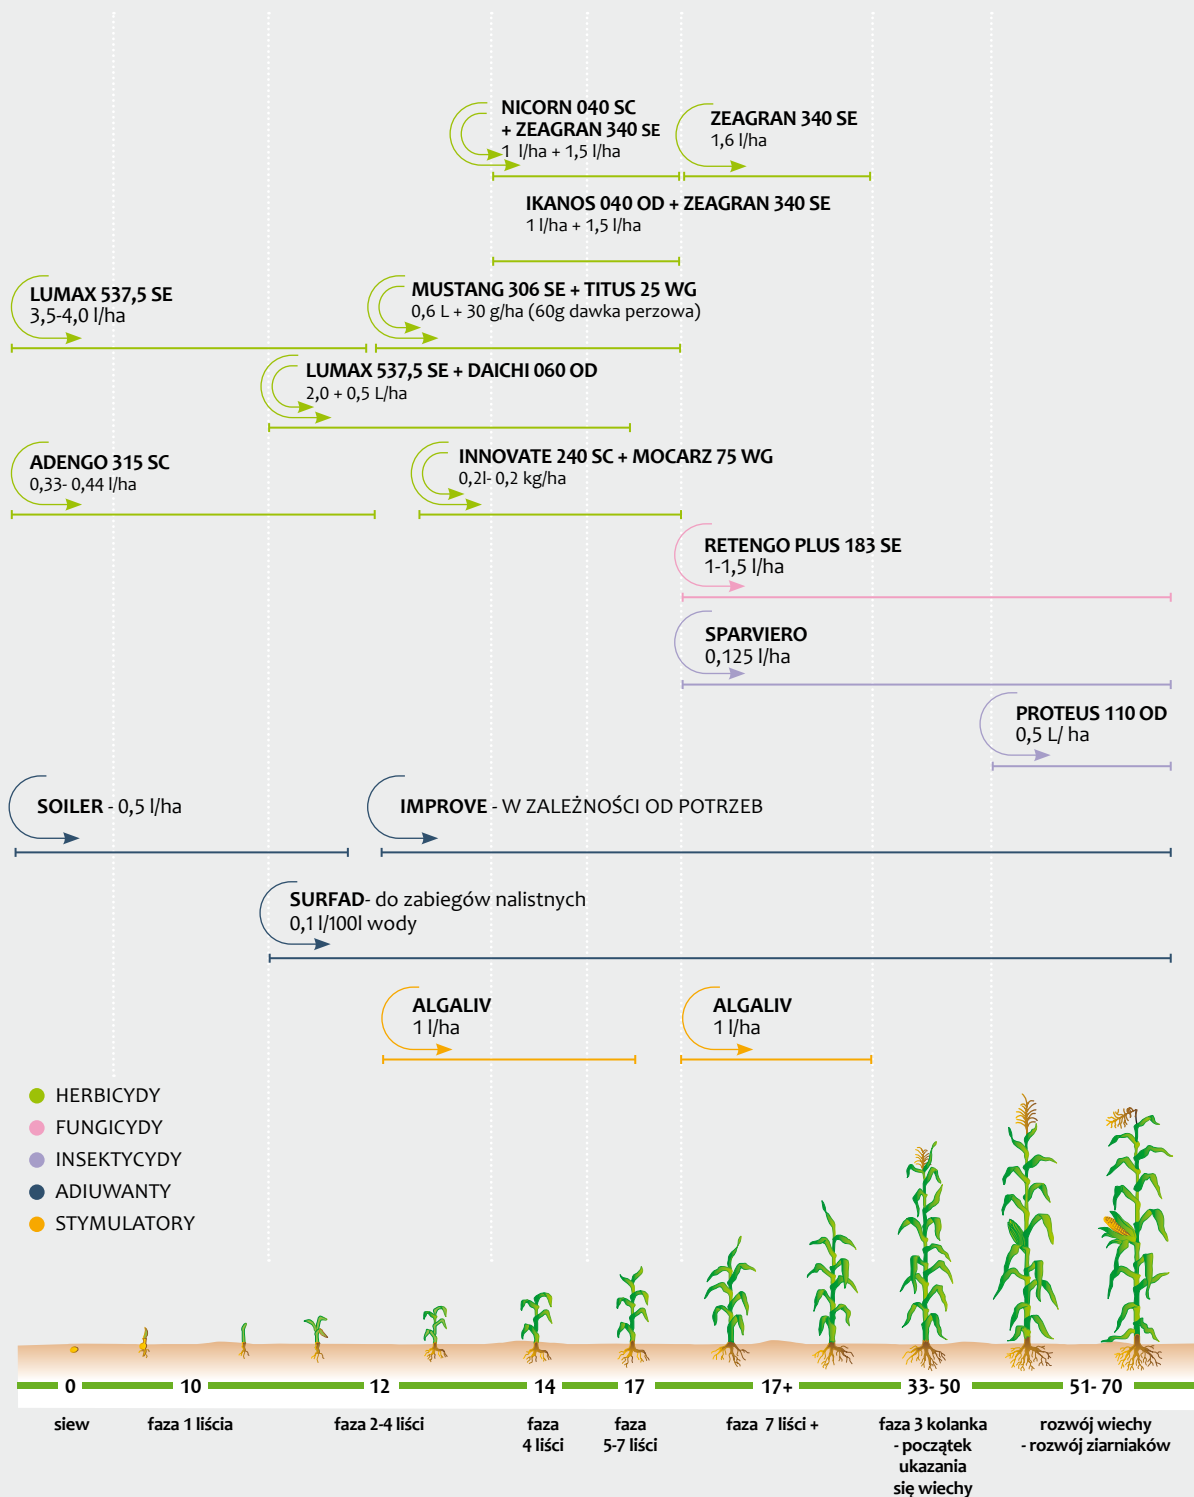 NICORN 040 SC
+ ZEAGRAN 340 SE
1 l/ha + 1,5 l/ha
ZEAGRAN 340 SE
1,6 l/ha
IKANOS 040 OD + ZEAGRAN 340 SE
1 l/ha + 1,5 l/ha
LUMAX 537,5 SE
3,5-4,0 l/ha
MUSTANG 306 SE + TITUS 25 WG
0,6 L + 30 g/ha (60g dawka perzowa)
LUMAX 537,5 SE + DAICHI 060 OD
2,0 + 0,5 L/ha
ADENGO 315 SC
0,33- 0,44 l/ha
INNOVATE 240 SC + MOCARZ 75 WG
0,2l- 0,2 kg/ha
RETENGO PLUS 183 SE
1-1,5 l/ha
SPARVIERO
0,125 l/ha
PROTEUS 110 OD
0,5 L/ ha
SOILER - 0,5 l/ha
IMPROVE - W ZALEŻNOŚCI OD POTRZEB
SURFAD- do zabiegów nalistnych
0,1 l/100l wody
ALGALIV
1 l/ha
ALGALIV
1 l/ha
HERBICYDY
FUNGICYDY
INSEKTYCYDY
ADIUWANTY
STYMULATORY
0
10
12
14
17
17+
33- 50
51- 70
siew
faza 1 liścia
faza 2-4 liści
faza
4 liści
faza
5-7 liści
faza 7 liści +
faza 3 kolanka
- początek
ukazania
się wiechy
rozwój wiechy
- rozwój ziarniaków